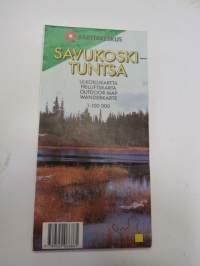 KARTTAKESKUS
SAVUKOSKI-
TUNTSA
ULKOILUKARTTA
FRILUFTSKARTA
OUTDOOR MAP
WANDERKARTE
1:100 000